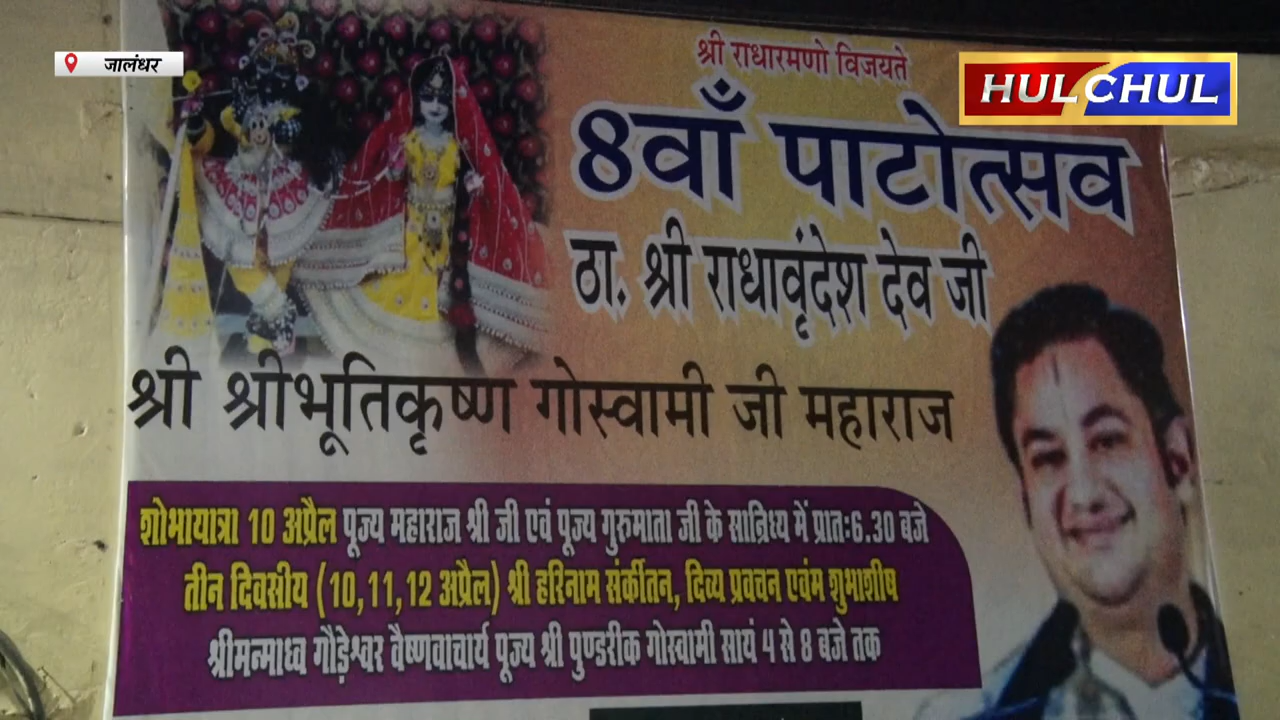 जालंधर
HULCHUL
श्री राधारमणो विजयते
8वाँ पाटोत्सव
ठा. श्री राधावृंदेश देव जी
श्री श्रीभूतिकृष्ण गोस्वामी जी महाराज
शोभायात्रा 10 अप्रैल पूज्य महाराज श्री जी एवं पूज्य गुरुमाता जी के सानिध्य में प्रातः6.30 बजे
तीन दिवसीय (10,11,12 अप्रैल) श्री हरिनाम संर्कीतन, दिव्य प्रवचन एवंम शुभाशीष
श्रीमन्माध्व गौड़ेश्वर वैष्णवाचार्य पूज्य श्री पुण्डरीक गोस्वामी सायं 4 से 8 बजे तक